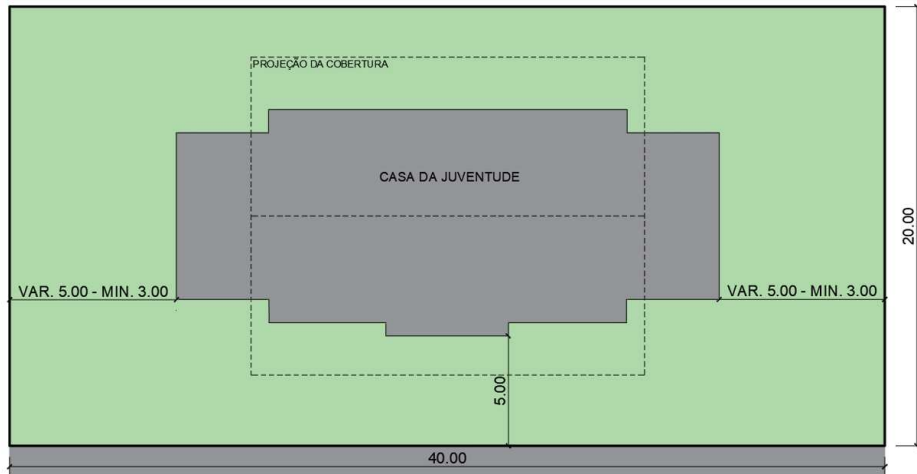 PROJEÇÃO DA COBERTURA
CASA DA JUVENTUDE
20.00
VAR. 5.00 - MIN. 3.00
VAR. 5.00 - MIN. 3.00
5.00
40.00